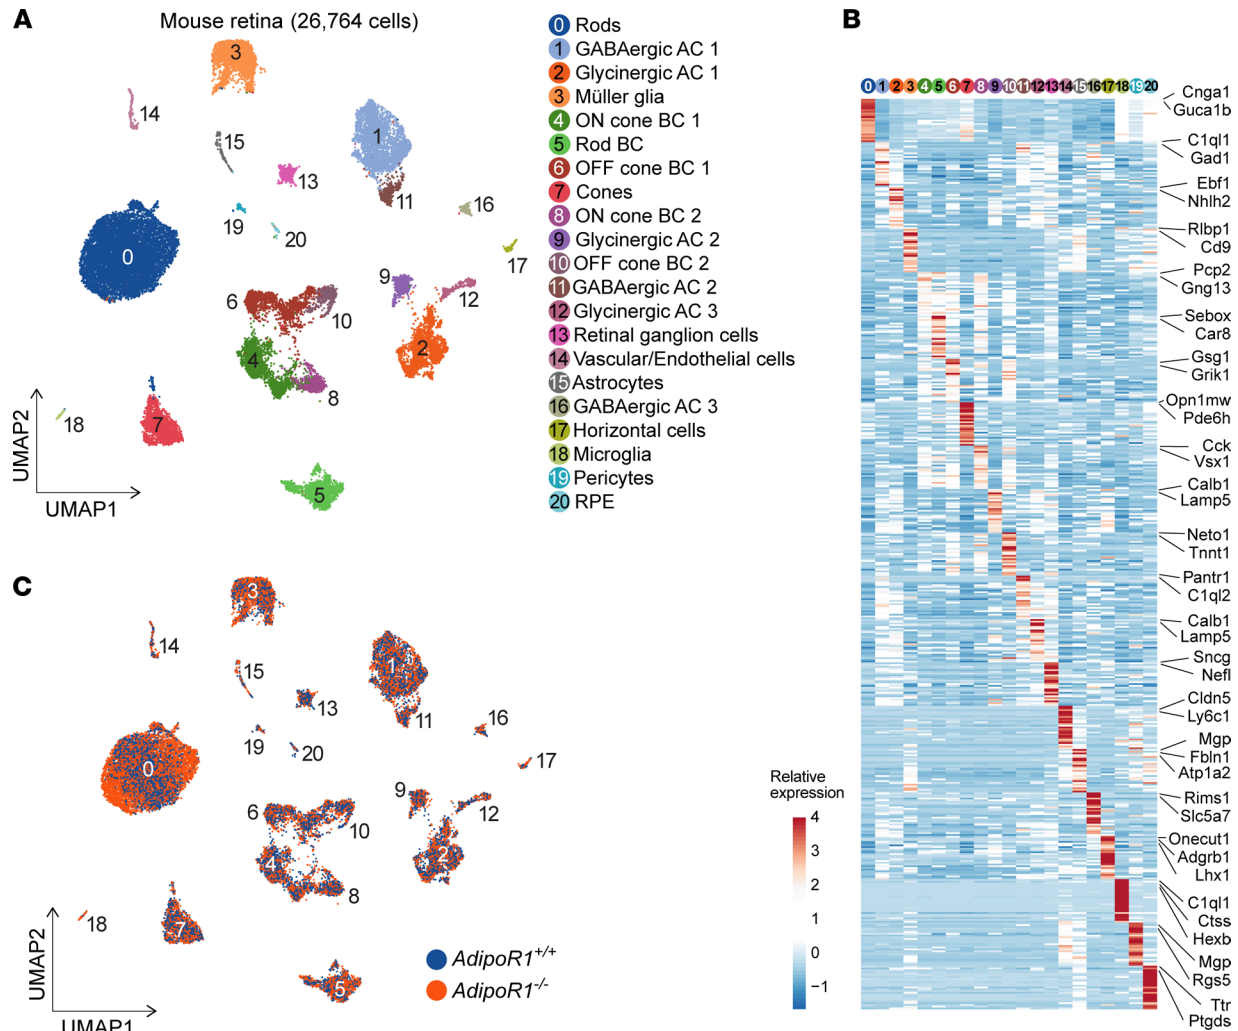 A
Mouse retina (26,764 cells)
3
14
15
1
13
11
16
19
20
17
0
9
12
6
10
2
4
8
18
7
5
UMAP2
UMAP1
0 Rods
1 GABAergic AC 1
2 Glycinergic AC 1
3 Müller glia
4 ON cone BC 1
5 Rod BC
6 OFF cone BC 1
7 Cones
8 ON cone BC 2
9 Glycinergic AC 2
10 OFF cone BC 2
11 GABAergic AC 2
12 Glycinergic AC 3
13 Retinal ganglion cells
14 Vascular/Endothelial cells
15 Astrocytes
16 GABAergic AC 3
17 Horizontal cells
18 Microglia
19 Pericytes
20 RPE
B
0 1 2 3 4 5 6 7 8 9 10 11 12 13 14 15 16 17 18 19 20
Cnga1
Guca1b
C1ql1
Gad1
Ebf1
Nhlh2
Rlbp1
Cd9
Pcp2
Gng13
Sebox
Car8
Gsg1
Grik1
Opn1mw
Pde6h
Cck
Vsx1
Calb1
Lamp5
Neto1
Tnnt1
Pantr1
C1ql2
Calb1
Lamp5
Sncg
Nefl
Cldn5
Ly6c1
Mgp
Fbln1
Atp1a2
Rims1
Slc5a7
Onecut1
Adgrb1
Lhx1
C1ql1
Ctss
Hexb
Mgp
Rgs5
Ttr
Ptgds
Relative
expression
4
3
2
1
0
−1
C
3
14
15
1
13
11
16
19
20
17
0
9
12
6
10
2
4
8
18
7
5
UMAP2
UMAP1
AdipoR1+/+
AdipoR1-/-